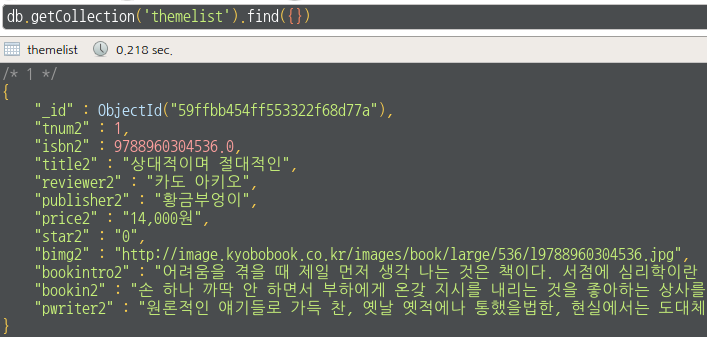 db.getCollection('themelist').find({})
themelist 0.218 sec.
/* 1 */
{
"_id" : ObjectId("59ffbb454ff553322f68d77a"),
"tnum2" : 1,
"isbn2" : 9788960304536.0,
"title2" : "상대적이며 절대적인",
"reviewer2" : "카도 아키오",
"publisher2" : "황금부엉이",
"price2" : "14,000원",
"star2" : "0",
"bimg2" : "http://image.kyobobook.co.kr/images/book/large/536/l9788960304536.jpg",
"bookintro2" : "어려움을 겪을 때 제일 먼저 생각 나는 것은 책이다. 서점에 심리학이란
"bookin2" : "손 하나 까딱 안 하면서 부하에게 온갖 지시를 내리는 것을 좋아하는 상사를
"pwriter2" : "원론적인 얘기들로 가득 찬, 옛날 옛적에나 통했을법한, 현실에서는 도대체
}